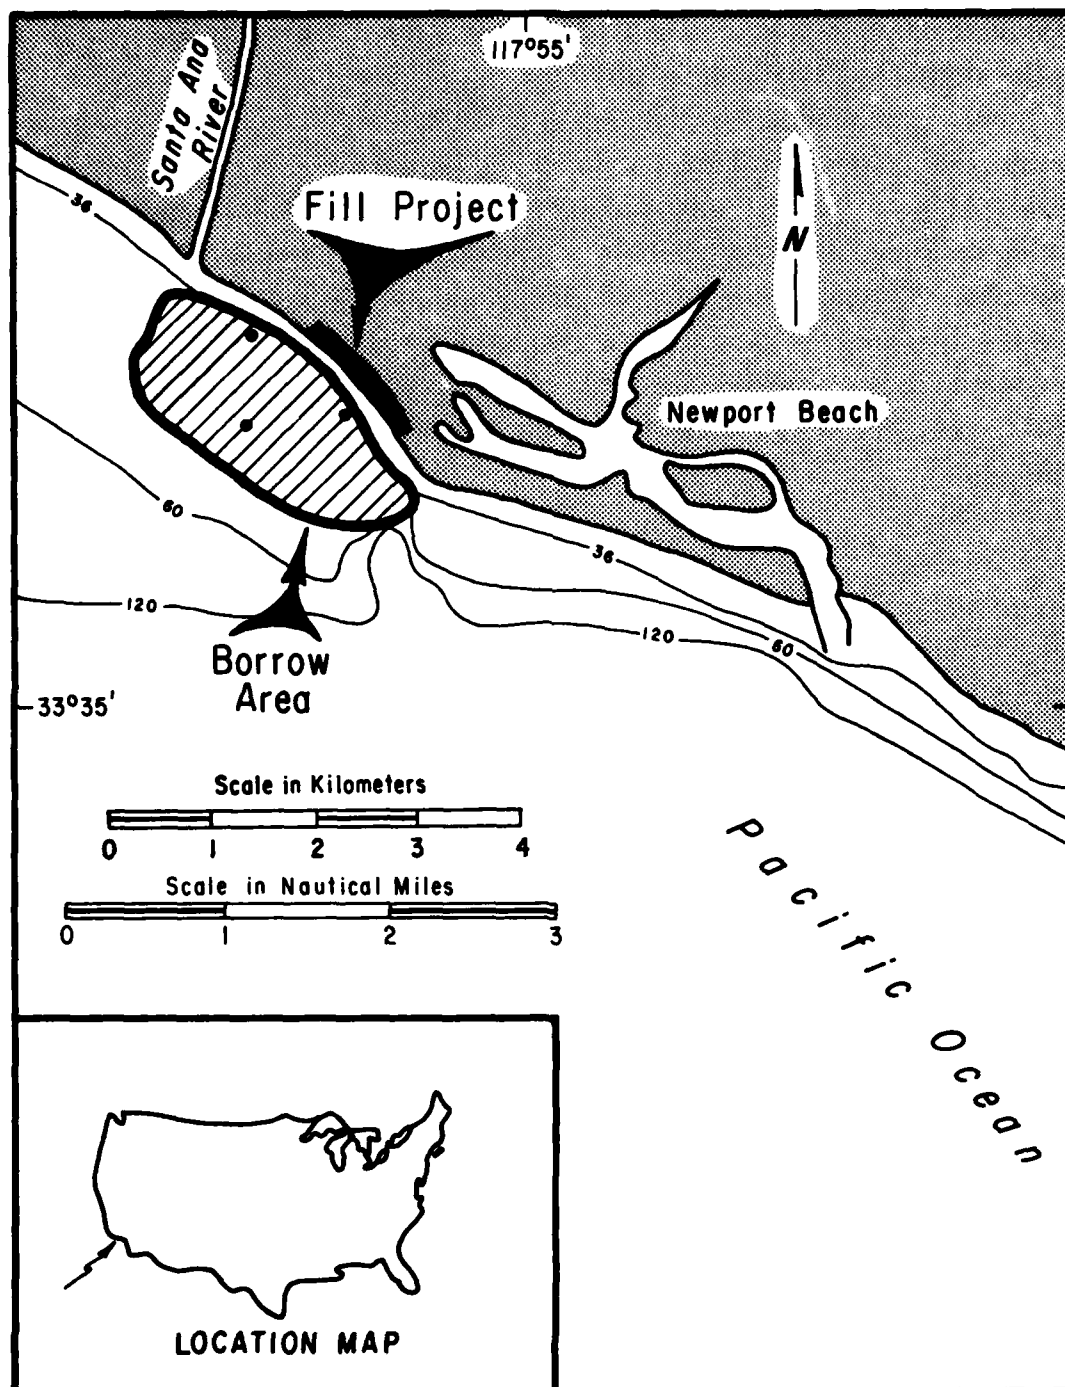 117°55'
Santa Ana
River
36
Fill Project
N
Newport Beach
60
36
120
120
60
Borrow
Area
33°35'
Scale in Kilometers
0 1 2 3 4
Scale in Nautical Miles
0 1 2 3
Pacific Ocean
LOCATION MAP